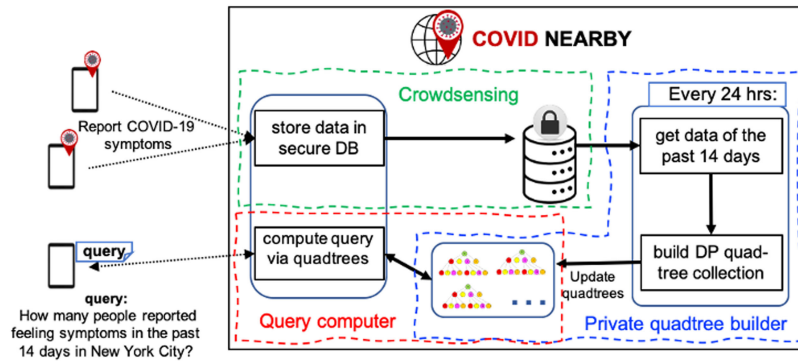 COVID NEARBY
Crowdsensing
Every 24 hrs:
Report COVID-19
symptoms
store data in
secure DB
get data of the
past 14 days
query
compute query
via quadtrees
build DP quad-
tree collection
Update
quadtrees
query:
How many people reported
feeling symptoms in the past
14 days in New York City?
Query computer
Private quadtree builder